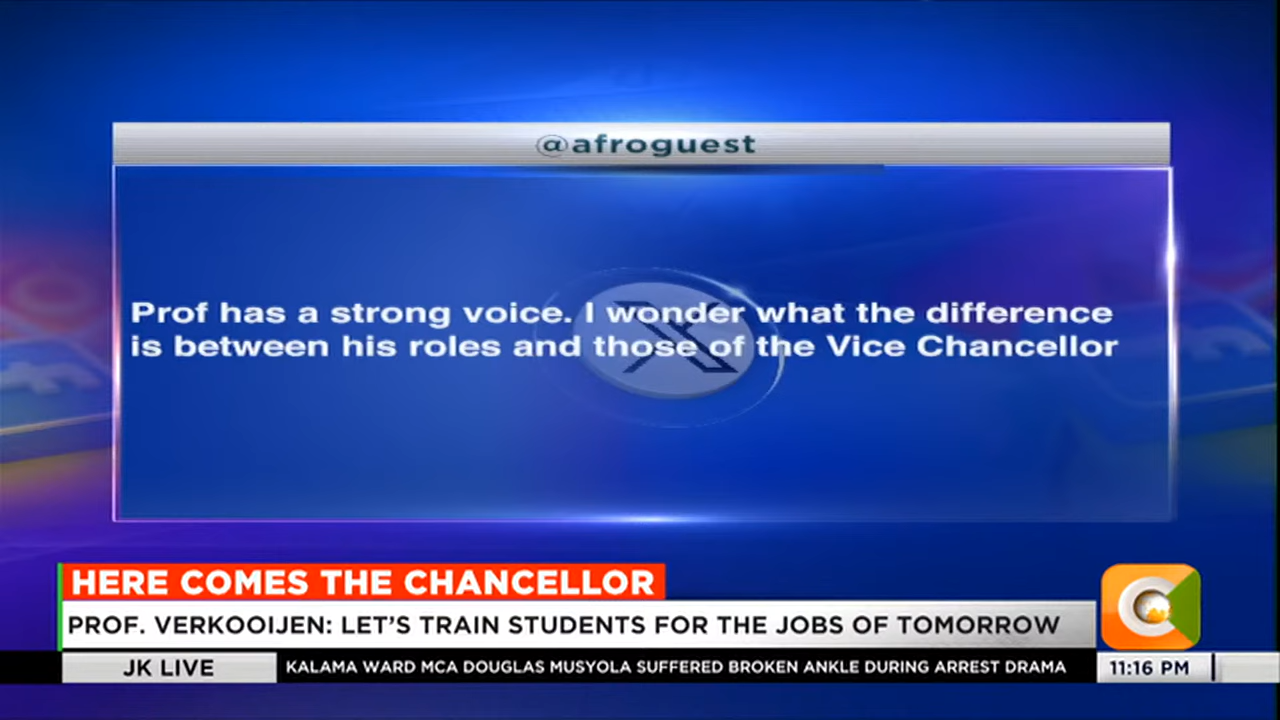 @afroguest
Prof has a strong voice. I wonder what the difference
is between his roles and those of the Vice Chancellor
HERE COMES THE CHANCELLOR
PROF. VERKOOIJEN: LET'S TRAIN STUDENTS FOR THE JOBS OF TOMORROW
JK LIVE
KALAMA WARD MCA DOUGLAS MUSYOLA SUFFERED BROKEN ANKLE DURING ARREST DRAMA
11:16 PM